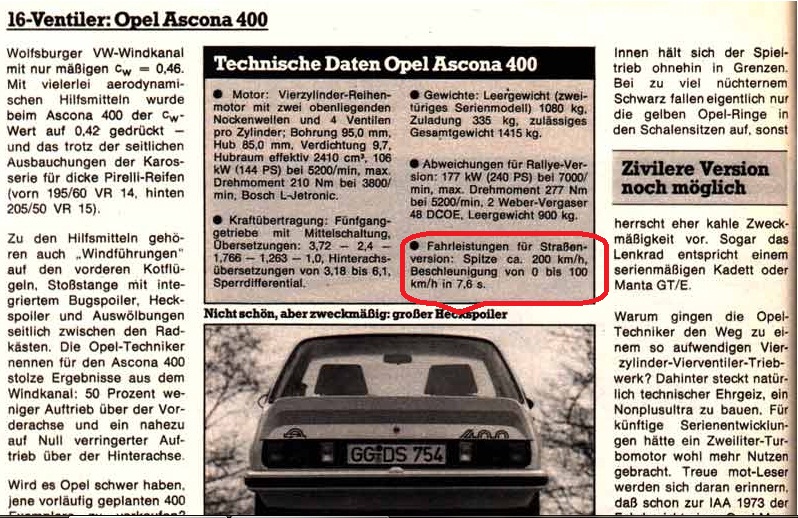 16-Ventiler: Opel Ascona 400
Wolfsburger VW-Windkanal
mit nur mäßigen cw = 0,46.
Mit vielerlei aerodynami-
schen Hilfsmitteln wurde
beim Ascona 400 der cw-
Wert auf 0,42 gedrückt –
und das trotz der seitlichen
Ausbauchungen der Karos-
serie für dicke Pirelli-Reifen
(vorn 195/60 VR 14, hinten
205/50 VR 15).
Zu den Hilfsmitteln gehö-
ren auch „Windführungen"
auf den vorderen Kotflü-
geln, Stoßstange mit inte-
griertem Bugspoiler, Heck-
spoiler und Auswölbungen
seitlich zwischen den Rad-
kästen. Die Opel-Techniker
nennen für den Ascona 400
stolze Ergebnisse aus dem
Windkanal: 50 Prozent we-
niger Auftrieb über der Vor-
derachse und ein nahezu
auf Null verringerter Auf-
trieb über der Hinterachse.
Wird es Opel schwer haben,
jene vorläufig geplanten 400
Exemplare zu verkaufen?
Technische Daten Opel Ascona 400
● Motor: Vierzylinder-Reihen-
motor mit zwei obenliegenden
Nockenwellen und 4 Ventilen
pro Zylinder; Bohrung 95,0 mm,
Hub 85,0 mm, Verdichtung 9,7,
Hubraum effektiv 2410 cm³, 106
kW (144 PS) bei 5200/min, max.
Drehmoment 210 Nm bei 3800/
min, Bosch L-Jetronic.
● Kraftübertragung: Fünfgang-
getriebe mit Mittelschaltung,
Übersetzungen: 3,72 – 2,4 –
1,766 – 1,263 – 1,0, Hinterachs-
übersetzungen von 3,18 bis 6,1,
Sperrdifferential.
● Gewichte: Leergewicht (zwei-
türiges Serienmodell) 1080 kg,
Zuladung 335 kg, zulässiges
Gesamtgewicht 1415 kg.
● Abweichungen für Rallye-Ver-
sion: 177 kW (240 PS) bei 7000/
min, max. Drehmoment 277 Nm
bei 5200/min, 2 Weber-Vergaser
48 DCOE, Leergewicht 900 kg.
● Fahrleistungen für Straßen-
version: Spitze ca. 200 km/h,
Beschleunigung von 0 bis 100
km/h in 7,6 s.
Nicht schön, aber zweckmäßig: großer Heckspoiler
400
GG-DS 754
Innen hält sich der Spiel-
trieb ohnehin in Grenzen.
Bei zu viel nüchternem
Schwarz fallen eigentlich nur
die gelben Opel-Ringe in
den Schalensitzen auf, sonst
Zivilere Version
noch möglich
herrscht eher kahle Zweck-
mäßigkeit vor. Sogar das
Lenkrad entspricht einem
serienmäßigen Kadett oder
Manta GT/E.
Warum gingen die Opel-
Techniker den Weg zu ei-
nem so aufwendigen Vier-
zylinder-Vierventiler-Trieb-
werk? Dahinter steckt natür-
lich technischer Ehrgeiz, ein
Nonplusultra zu bauen. Für
künftige Serienentwicklun-
gen hätte ein Zweiliter-Tur-
bomotor wohl mehr Nutzen
gebracht. Treue mot-Leser
werden sich daran erinnern,
daß schon zur IAA 1973 der